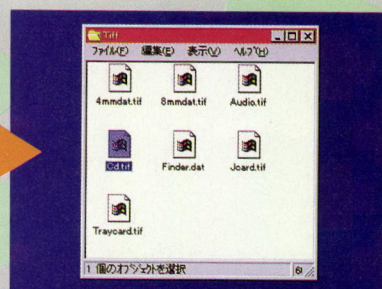 Tiff
ファイル(F) 編集(E) 表示(V) ヘルプ(H)
4mmdat.tif 8mmdat.tif Audio.tif
Cd.tif Finder.dat Jcard.tif
Traycard.tif
1 個のオブジェクトを選択